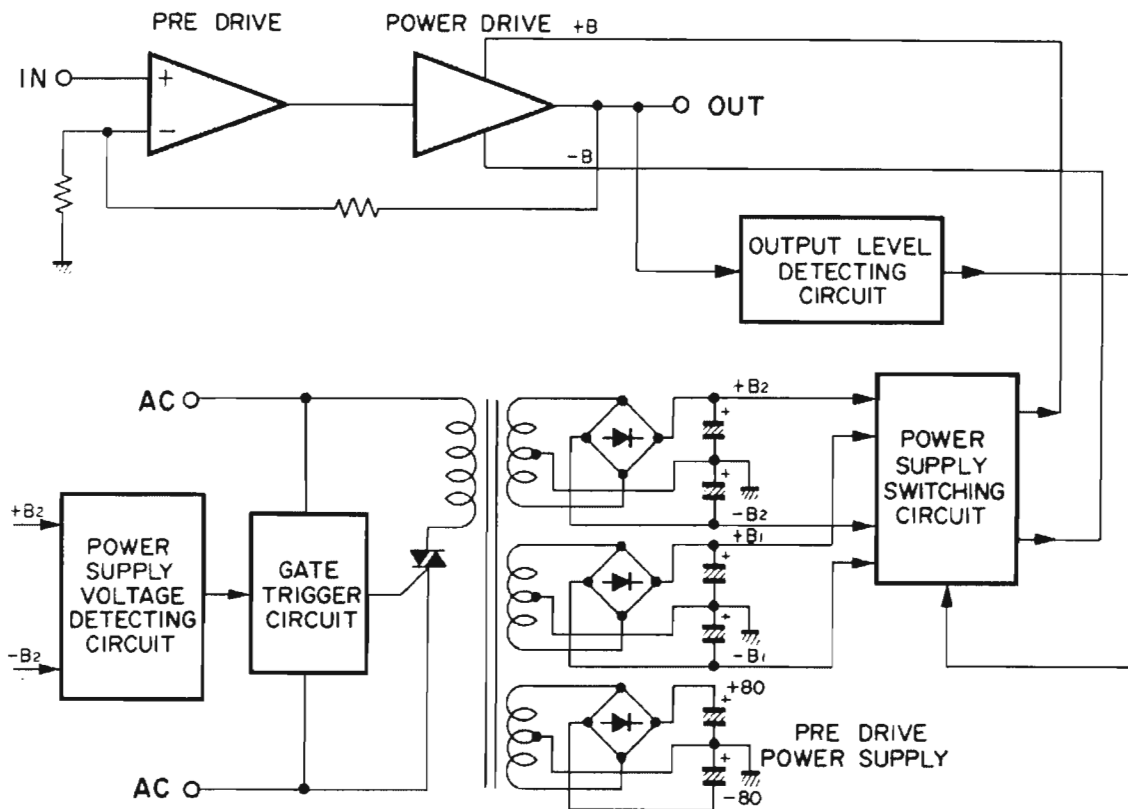 PRE DRIVE
POWER DRIVE
+B
IN
+
−
OUT
-B
OUTPUT LEVEL
DETECTING
CIRCUIT
AC
+B2
+
+
-B2
POWER
SUPPLY
SWITCHING
CIRCUIT
+B2
-B2
POWER
SUPPLY
VOLTAGE
DETECTING
CIRCUIT
GATE
TRIGGER
CIRCUIT
+B1
+
+
-B1
+80
+
+
-80
PRE DRIVE
POWER SUPPLY
AC